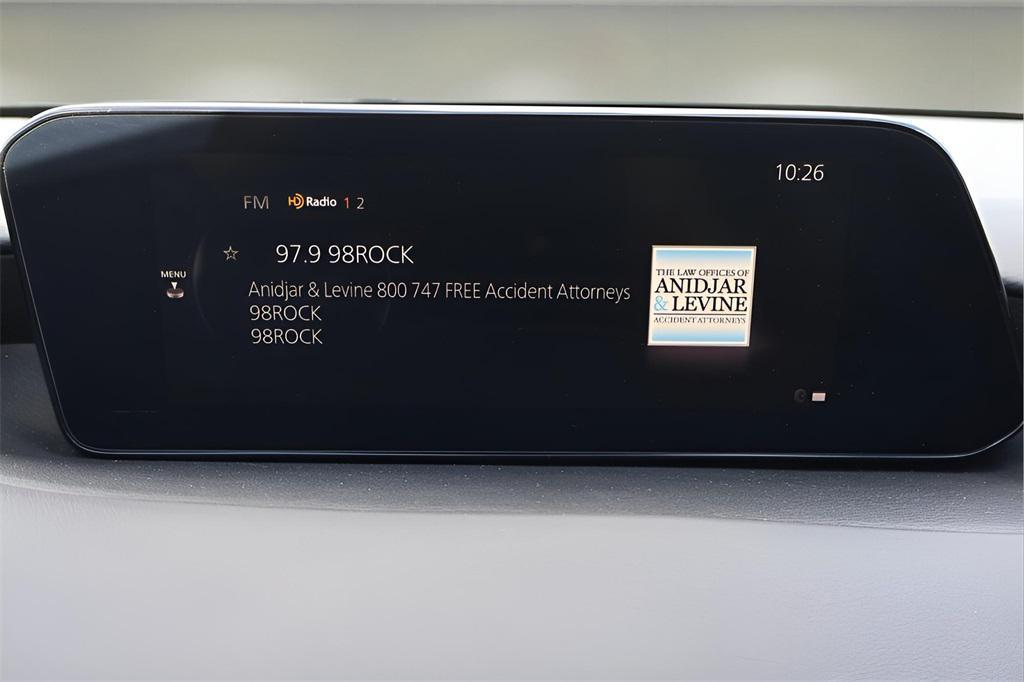 10:26
FM HD Radio 1 2
97.9 98ROCK
MENU
Anidjar & Levine 800 747 FREE Accident Attorneys
98ROCK
98ROCK
THE LAW OFFICES OF
ANIDJAR
& LEVINE
ACCIDENT ATTORNEYS